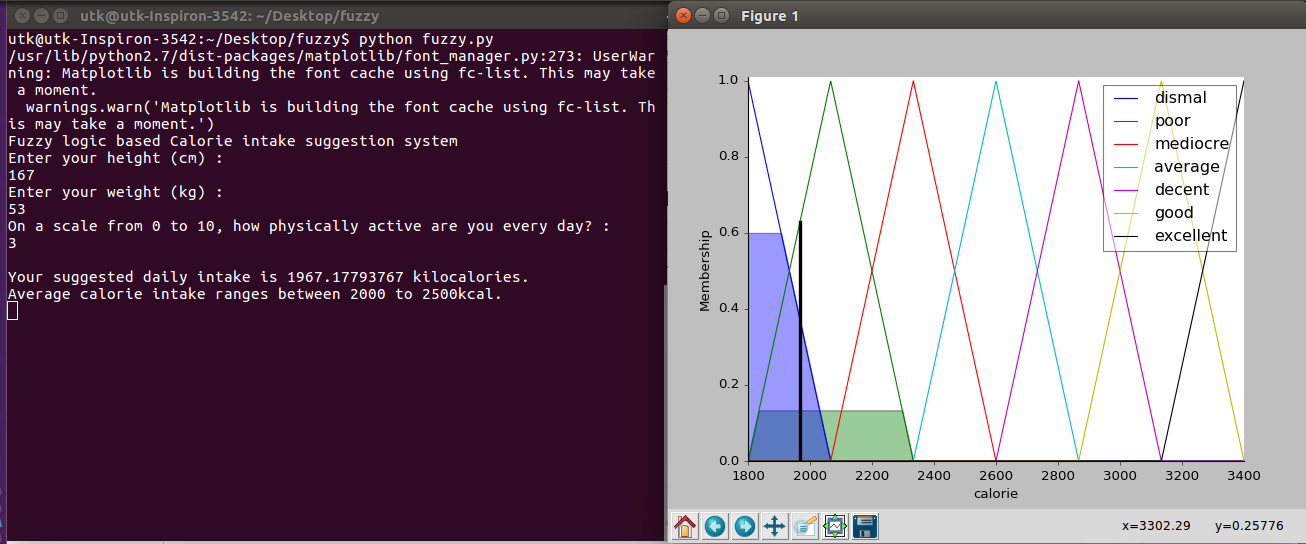 utk@utk-Inspiron-3542: ~/Desktop/fuzzy
utk@utk-Inspiron-3542:~/Desktop/fuzzy$ python fuzzy.py
/usr/lib/python2.7/dist-packages/matplotlib/font_manager.py:273: UserWar
ning: Matplotlib is building the font cache using fc-list. This may take
 a moment.
  warnings.warn('Matplotlib is building the font cache using fc-list. Th
is may take a moment.')
Fuzzy logic based Calorie intake suggestion system
Enter your height (cm) :
167
Enter your weight (kg) :
53
On a scale from 0 to 10, how physically active are you every day? :
3
Your suggested daily intake is 1967.17793767 kilocalories.
Average calorie intake ranges between 2000 to 2500kcal.
Figure 1
1.0
0.8
0.6
0.4
0.2
0.0
Membership
dismal
poor
mediocre
average
decent
good
excellent
1800 2000 2200 2400 2600 2800 3000 3200 3400
calorie
x=3302.29 y=0.25776